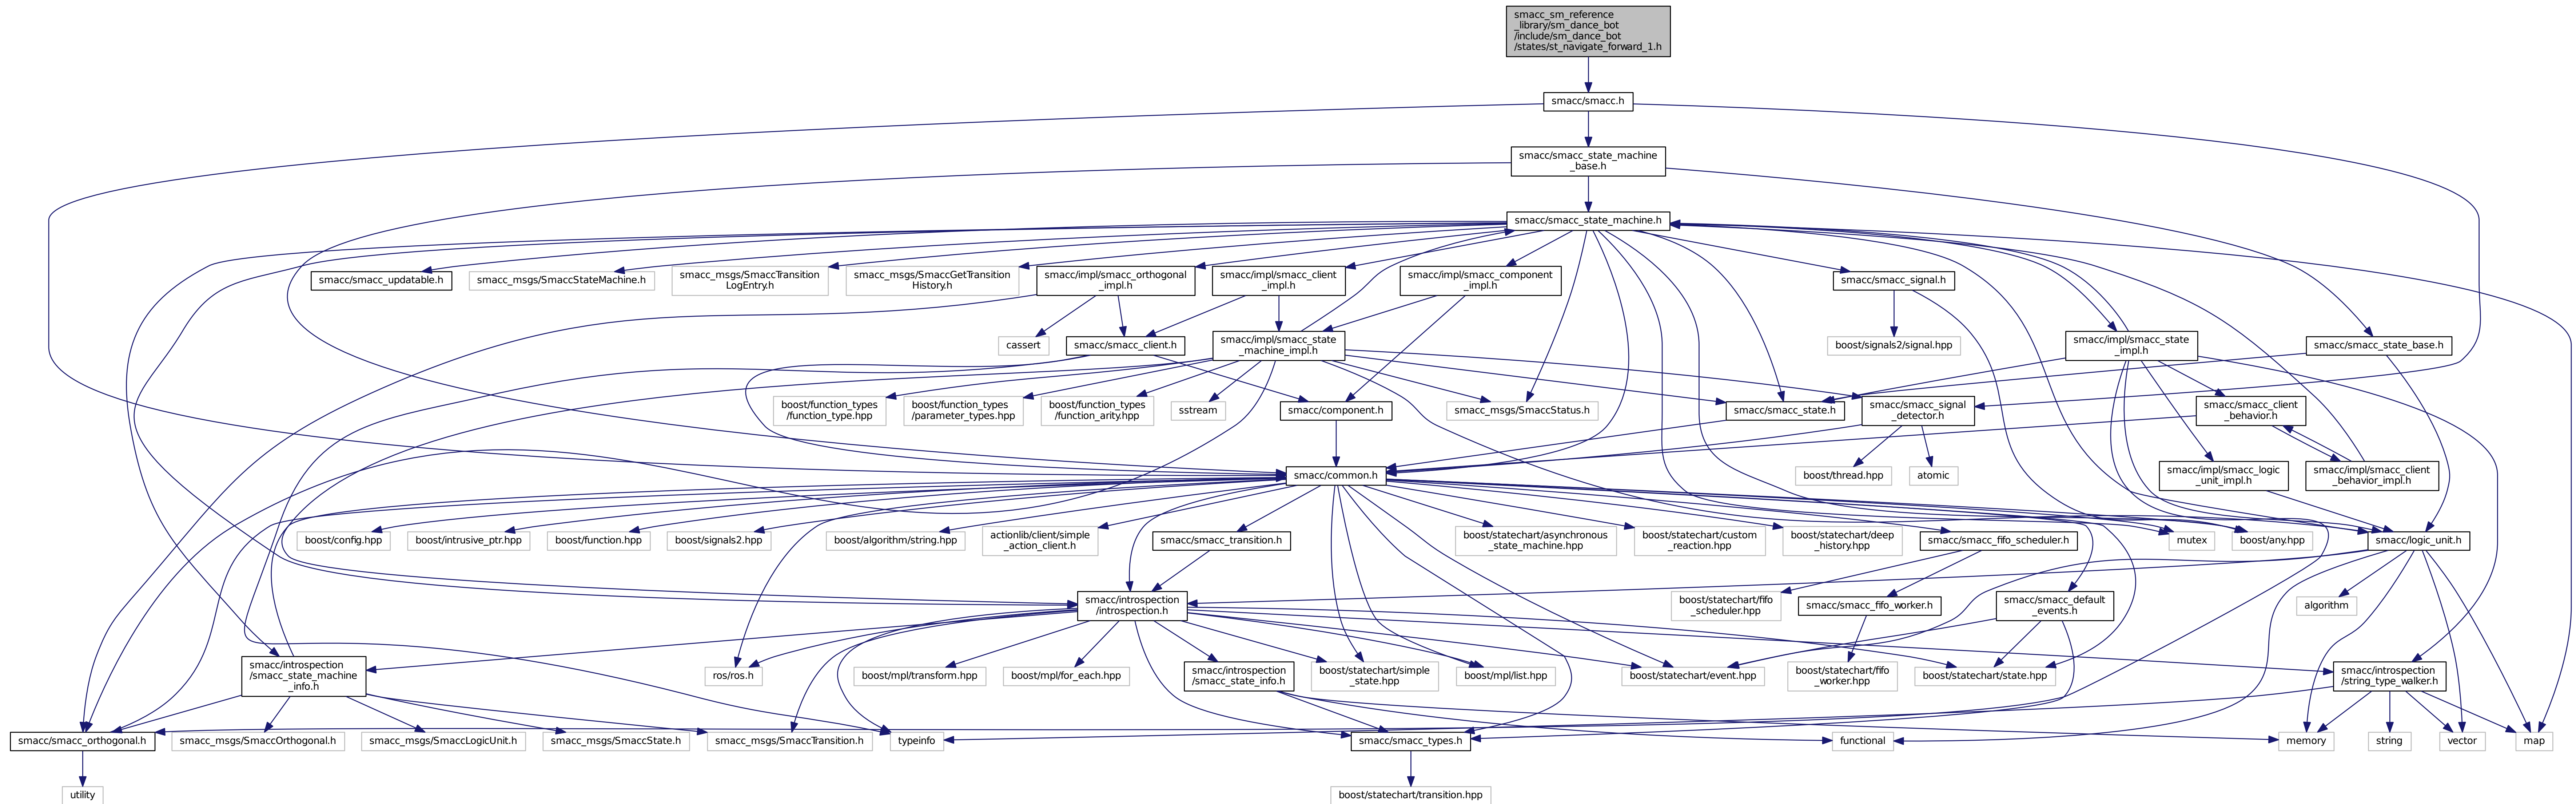 smacc_sm_reference
_library/sm_dance_bot
/include/sm_dance_bot
/states/st_navigate_forward_1.h
smacc/smacc.h
smacc/smacc_state_machine
_base.h
smacc/smacc_state_machine.h
smacc/smacc_updatable.h
smacc_msgs/SmaccStateMachine.h
smacc_msgs/SmaccTransition
LogEntry.h
smacc_msgs/SmaccGetTransition
History.h
smacc/impl/smacc_orthogonal
_impl.h
smacc/impl/smacc_client
_impl.h
smacc/impl/smacc_component
_impl.h
smacc/smacc_signal.h
cassert
smacc/smacc_client.h
smacc/impl/smacc_state
_machine_impl.h
boost/signals2/signal.hpp
smacc/impl/smacc_state
_impl.h
smacc/smacc_state_base.h
boost/function_types
/function_type.hpp
boost/function_types
/parameter_types.hpp
boost/function_types
/function_arity.hpp
sstream
smacc/component.h
smacc_msgs/SmaccStatus.h
smacc/smacc_state.h
smacc/smacc_signal
_detector.h
smacc/smacc_client
_behavior.h
smacc/common.h
boost/thread.hpp
atomic
smacc/impl/smacc_logic
_unit_impl.h
smacc/impl/smacc_client
_behavior_impl.h
boost/config.hpp
boost/intrusive_ptr.hpp
boost/function.hpp
boost/signals2.hpp
boost/algorithm/string.hpp
actionlib/client/simple
_action_client.h
smacc/smacc_transition.h
boost/statechart/asynchronous
_state_machine.hpp
boost/statechart/custom
_reaction.hpp
boost/statechart/deep
_history.hpp
smacc/smacc_fifo_scheduler.h
mutex
boost/any.hpp
smacc/logic_unit.h
smacc/introspection
/introspection.h
boost/statechart/fifo
_scheduler.hpp
smacc/smacc_fifo_worker.h
smacc/smacc_default
_events.h
algorithm
smacc/introspection
/smacc_state_machine
_info.h
ros/ros.h
boost/mpl/transform.hpp
boost/mpl/for_each.hpp
smacc/introspection
/smacc_state_info.h
boost/statechart/simple
_state.hpp
boost/mpl/list.hpp
boost/statechart/event.hpp
boost/statechart/fifo
_worker.hpp
boost/statechart/state.hpp
smacc/introspection
/string_type_walker.h
smacc/smacc_orthogonal.h
smacc_msgs/SmaccOrthogonal.h
smacc_msgs/SmaccLogicUnit.h
smacc_msgs/SmaccState.h
smacc_msgs/SmaccTransition.h
typeinfo
smacc/smacc_types.h
functional
memory
string
vector
map
utility
boost/statechart/transition.hpp